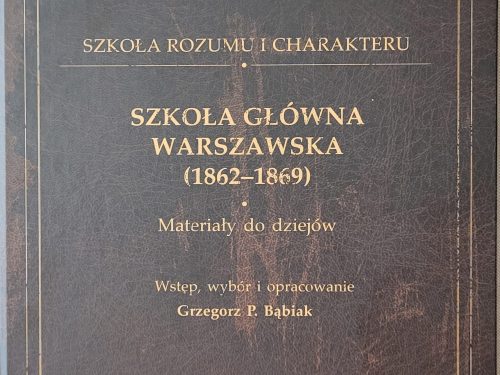 SZKOŁA ROZUMU I CHARAKTERU
SZKOŁA GŁÓWNA
WARSZAWSKA
(1862–1869)
Materiały do dziejów
Wstęp, wybór i opracowanie
Grzegorz P. Bąbiak